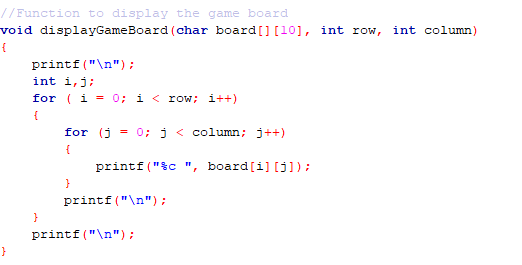 //Function to display the game board
void displayGameBoard(char board[][10], int row, int column)
{
    printf("\n");
    int i,j;
    for ( i = 0; i < row; i++)
    {
        for (j = 0; j < column; j++)
        {
            printf("%c ", board[i][j]);
        }
        printf("\n");
    }
    printf("\n");
}